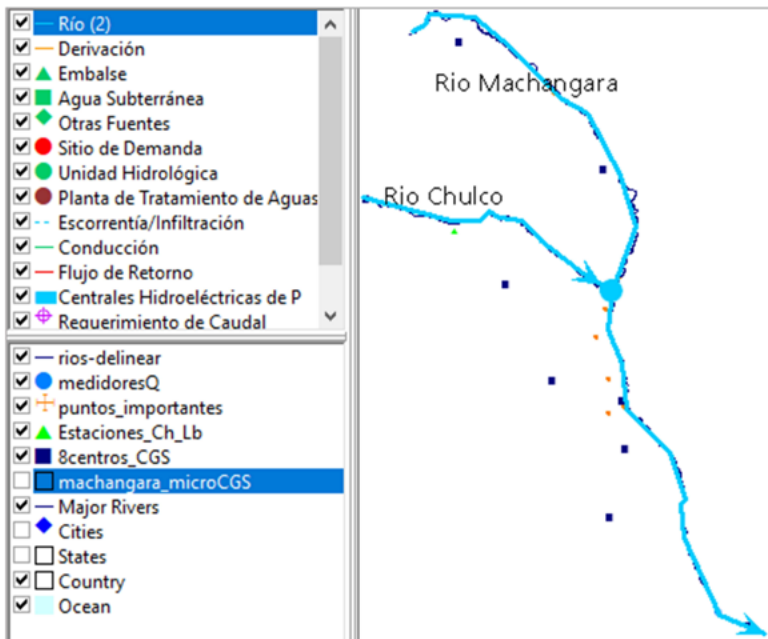 Río (2)
Derivación
Embalse
Agua Subterránea
Otras Fuentes
Sitio de Demanda
Unidad Hidrológica
Planta de Tratamiento de Aguas
Escorrentía/Infiltración
Conducción
Flujo de Retorno
Centrales Hidroeléctricas de P
Requerimiento de Caudal
rios-delinear
medidoresQ
puntos_importantes
Estaciones_Ch_Lb
8centros_CGS
machangara_microCGS
Major Rivers
Cities
States
Country
Ocean
Rio Machangara
Rio Chulco